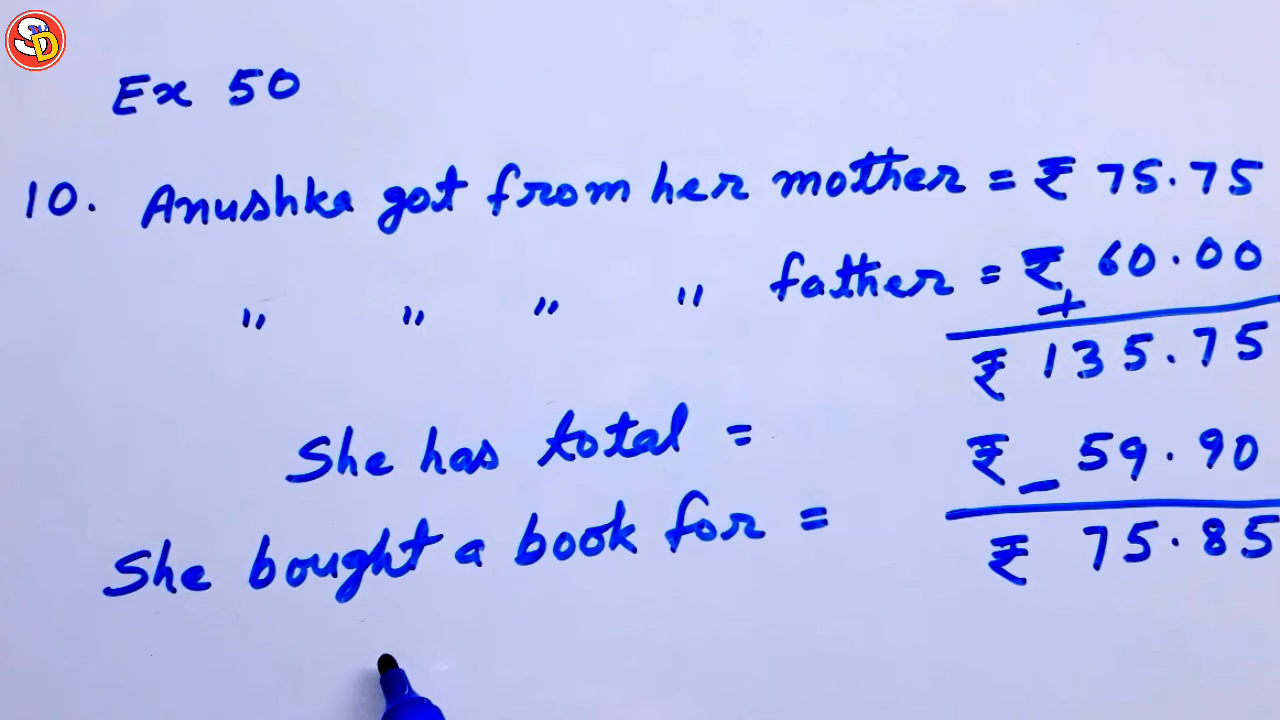 SD
Ex 50
10. Anushka got from her mother = ₹ 75.75
" " " " father = ₹ 60.00
+
₹ 135.75
She has total =
₹ 59.90
−
She bought a book for =
₹ 75.85